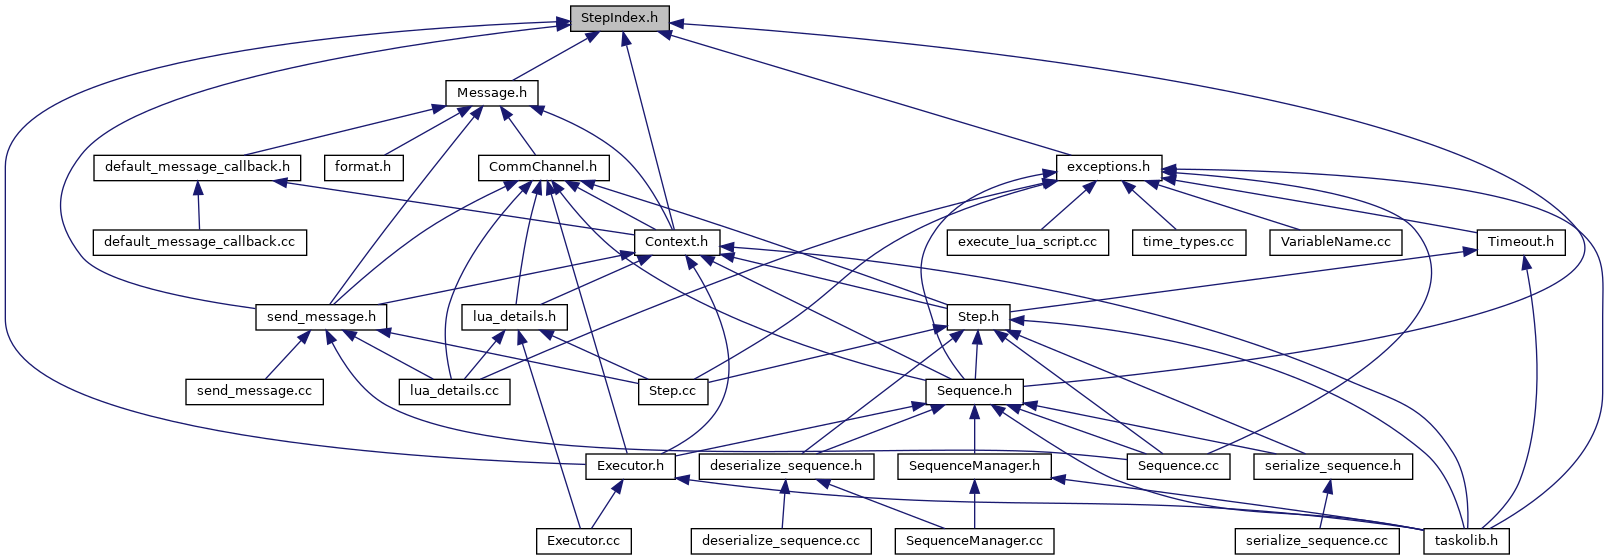 StepIndex.h
Message.h
default_message_callback.h
format.h
CommChannel.h
exceptions.h
default_message_callback.cc
Context.h
execute_lua_script.cc
time_types.cc
VariableName.cc
Timeout.h
send_message.h
lua_details.h
Step.h
send_message.cc
lua_details.cc
Step.cc
Sequence.h
Executor.h
deserialize_sequence.h
SequenceManager.h
Sequence.cc
serialize_sequence.h
Executor.cc
deserialize_sequence.cc
SequenceManager.cc
serialize_sequence.cc
taskolib.h